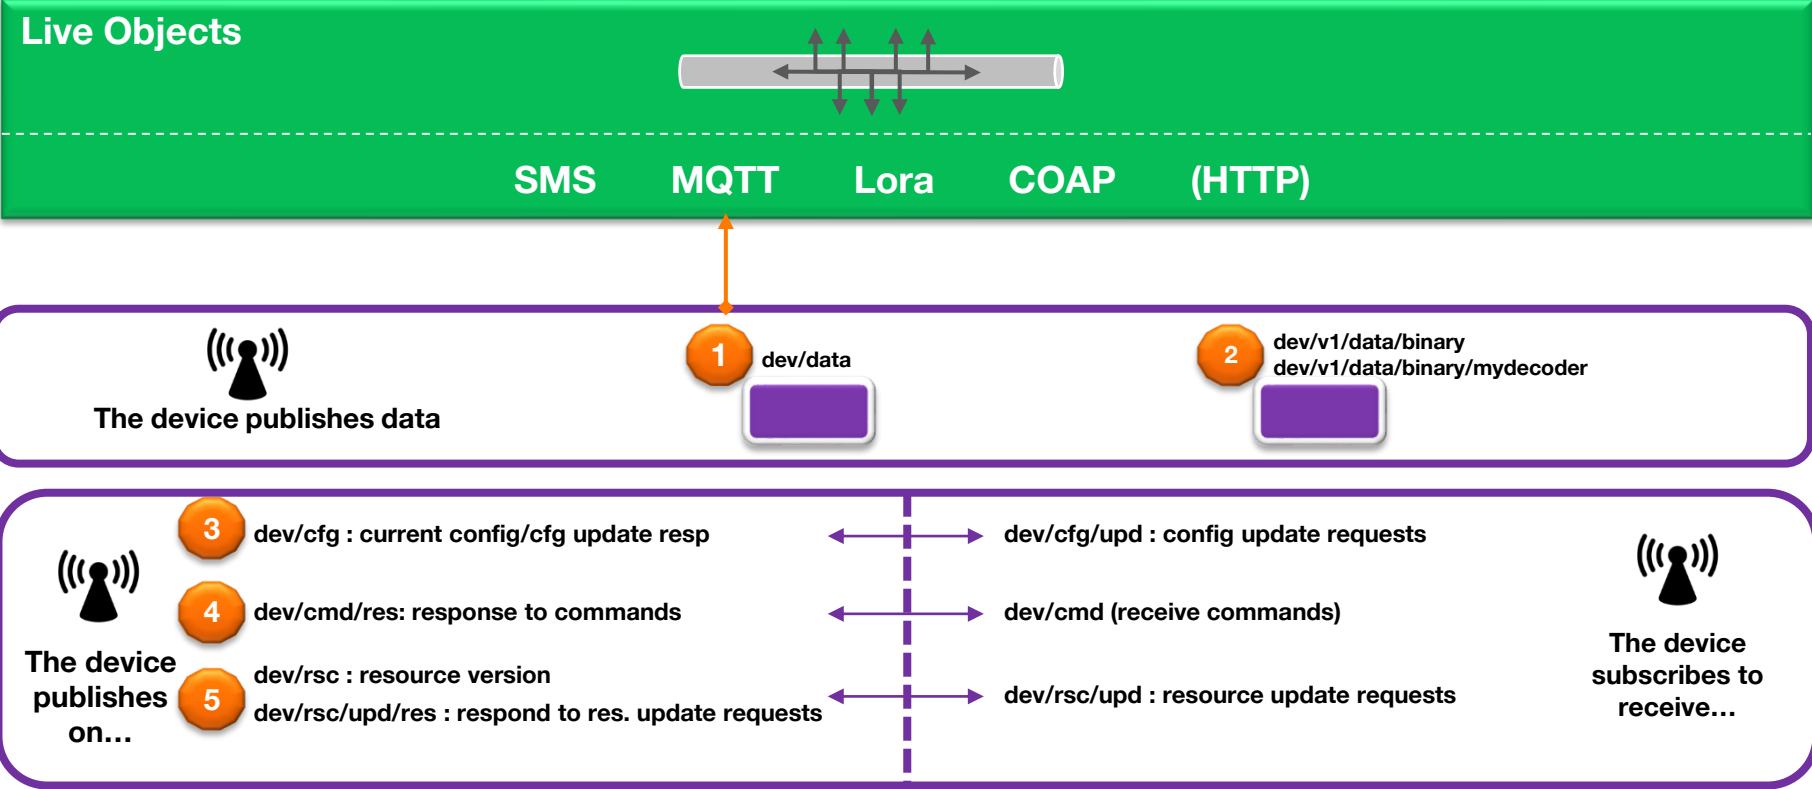 Live Objects
SMS MQTT Lora COAP (HTTP)
The device publishes data
1
dev/data
2
dev/v1/data/binary
dev/v1/data/binary/mydecoder
The device
publishes
on...
3
dev/cfg : current config/cfg update resp
dev/cfg/upd : config update requests
4
dev/cmd/res: response to commands
dev/cmd (receive commands)
5
dev/rsc : resource version
dev/rsc/upd/res : respond to res. update requests
dev/rsc/upd : resource update requests
The device
subscribes to
receive...